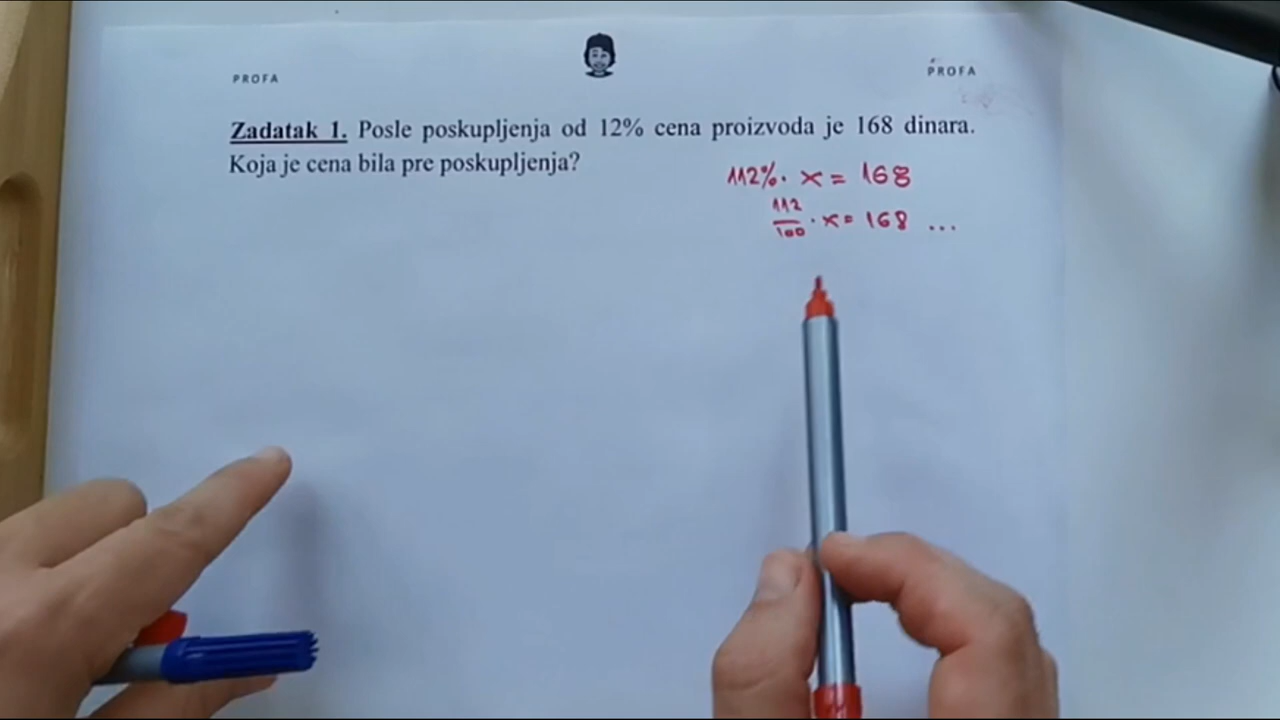 PROFA
PROFA
Zadatak 1. Posle poskupljenja od 12% cena proizvoda je 168 dinara.
Koja je cena bila pre poskupljenja?
112% · x = 168
112/100 · x = 168 ...